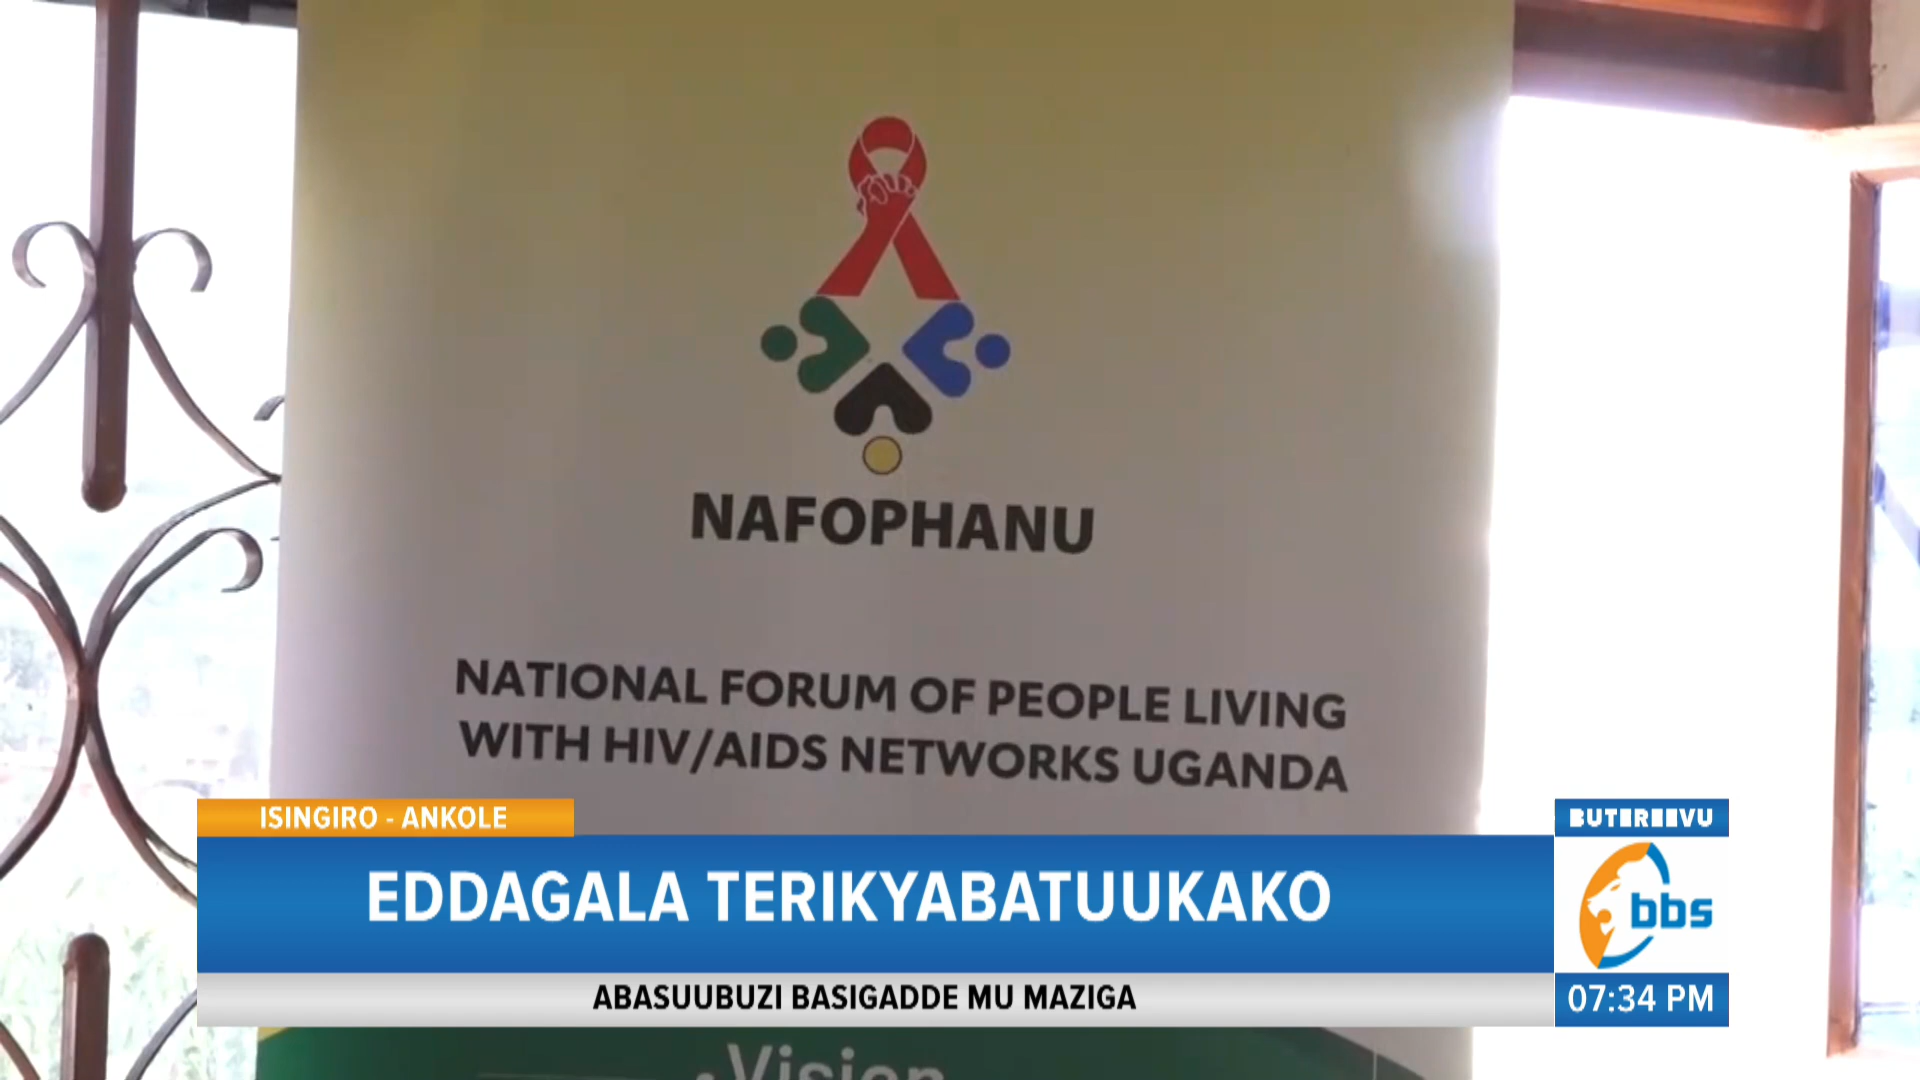 NAFOPHANU
NATIONAL FORUM OF PEOPLE LIVING
WITH HIV/AIDS NETWORKS UGANDA
ISINGIRO - ANKOLE
EDDAGALA TERIKYABATUUKAKO
ABASUUBUZI BASIGADDE MU MAZIGA
BUTEREEVU
bbs
07:34 PM
Vision